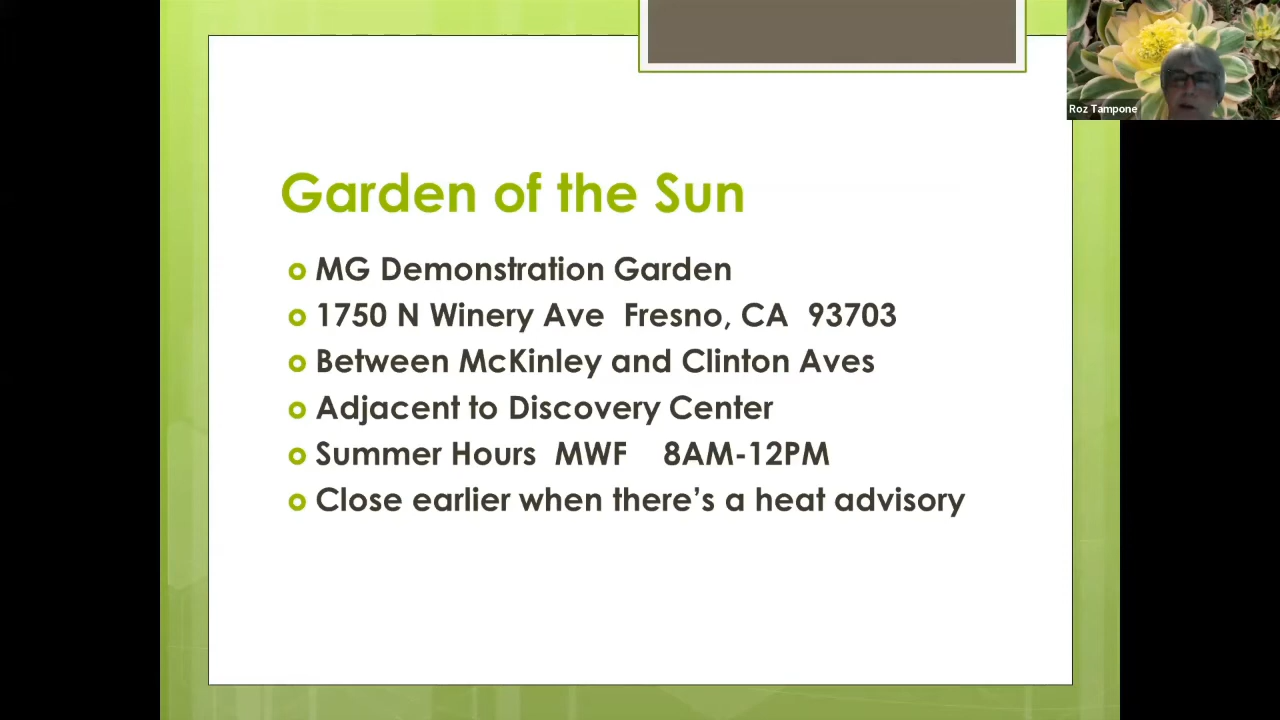 Roz Tampone
Garden of the Sun
MG Demonstration Garden
1750 N Winery Ave Fresno, CA 93703
Between McKinley and Clinton Aves
Adjacent to Discovery Center
Summer Hours MWF 8AM-12PM
Close earlier when there’s a heat advisory